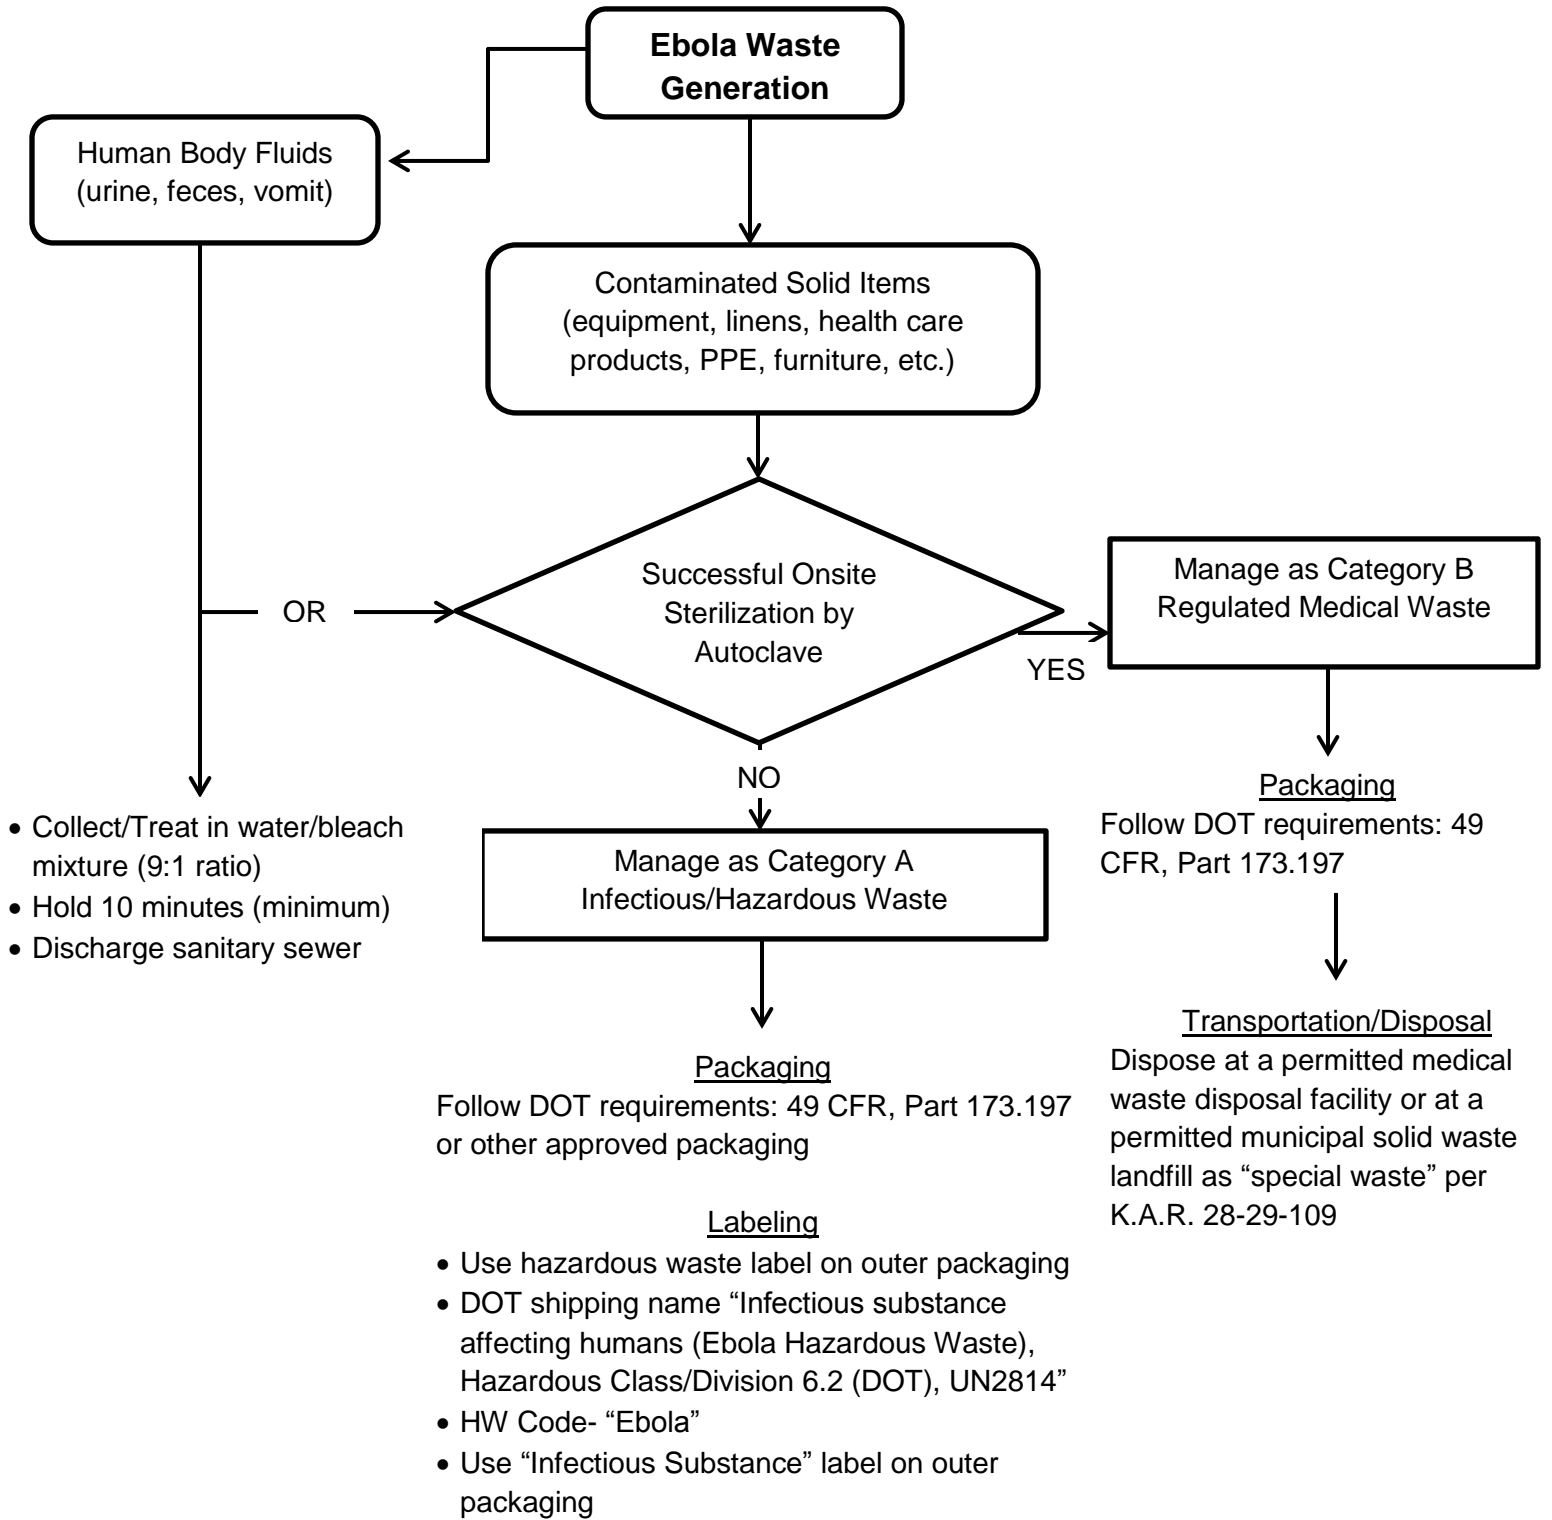 Ebola Waste
Generation
Human Body Fluids
(urine, feces, vomit)
Contaminated Solid Items
(equipment, linens, health care
products, PPE, furniture, etc.)
Successful Onsite
Sterilization by
Autoclave
OR
YES
NO
Manage as Category B
Regulated Medical Waste
Packaging
Follow DOT requirements: 49
CFR, Part 173.197
Transportation/Disposal
Dispose at a permitted medical
waste disposal facility or at a
permitted municipal solid waste
landfill as “special waste” per
K.A.R. 28-29-109
• Collect/Treat in water/bleach
mixture (9:1 ratio)
• Hold 10 minutes (minimum)
• Discharge sanitary sewer
Manage as Category A
Infectious/Hazardous Waste
Packaging
Follow DOT requirements: 49 CFR, Part 173.197
or other approved packaging
Labeling
• Use hazardous waste label on outer packaging
• DOT shipping name “Infectious substance
affecting humans (Ebola Hazardous Waste),
Hazardous Class/Division 6.2 (DOT), UN2814”
• HW Code- “Ebola”
• Use “Infectious Substance” label on outer
packaging